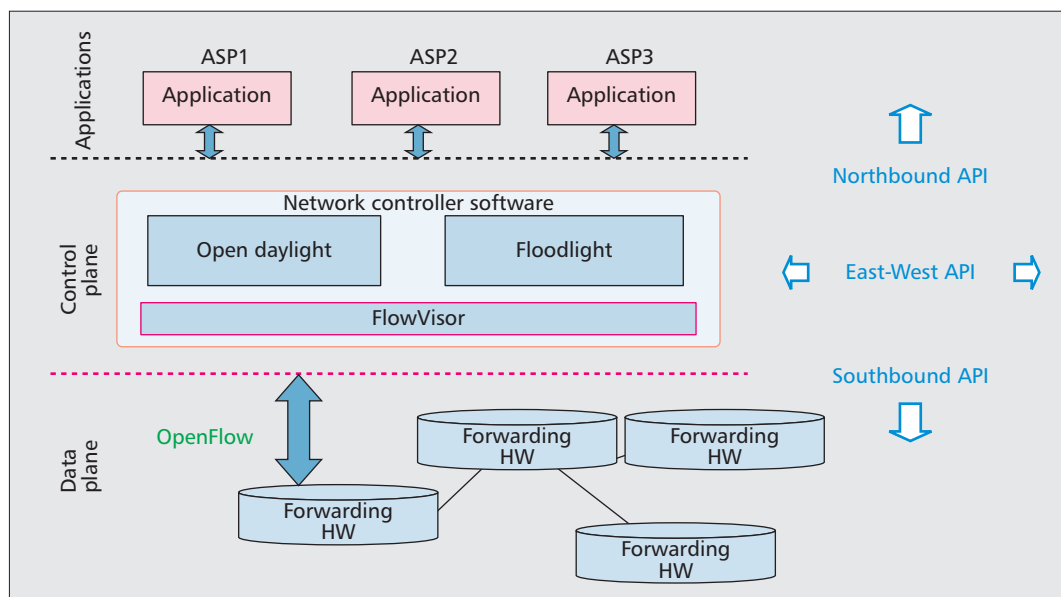 Applications
ASP1
ASP2
ASP3
Application
Application
Application
Northbound API
Control
plane
Network controller software
Open daylight
Floodlight
FlowVisor
East-West API
Southbound API
Data
plane
OpenFlow
Forwarding
HW
Forwarding
HW
Forwarding
HW
Forwarding
HW